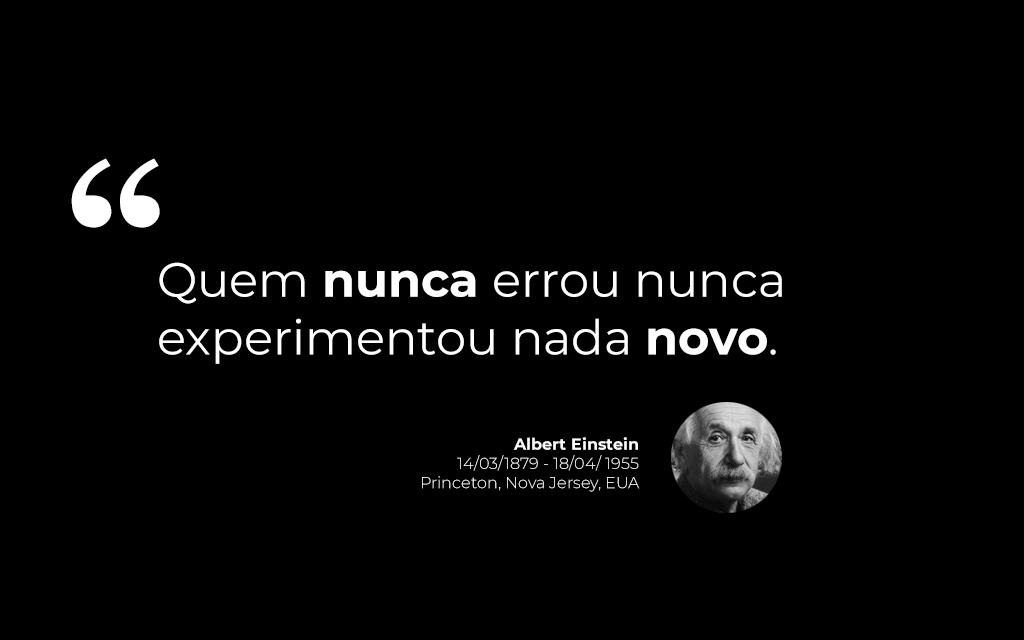 “
Quem nunca errou nunca
experimentou nada novo.
Albert Einstein
14/03/1879 - 18/04/ 1955
Princeton, Nova Jersey, EUA